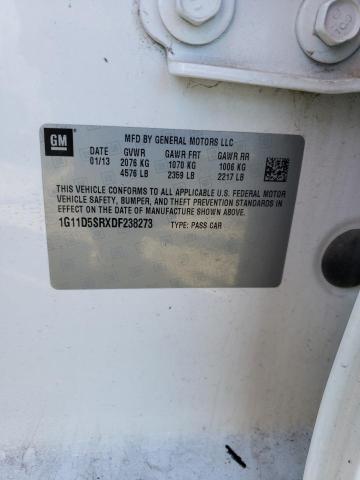 GM
MFD BY GENERAL MOTORS LLC
01/13 GVWR GAWR FRT GAWR RR
2076 KG 1070 KG 1006 KG
4576 LB 2359 LB 2217 LB
THIS VEHICLE CONFORMS TO ALL APPLICABLE U.S. FEDERAL MOTOR
VEHICLE SAFETY, BUMPER, AND THEFT PREVENTION STANDARDS IN
EFFECT ON THE DATE OF MANUFACTURE SHOWN ABOVE.
1G11D5SRXDF238273 TYPE: PASS CAR